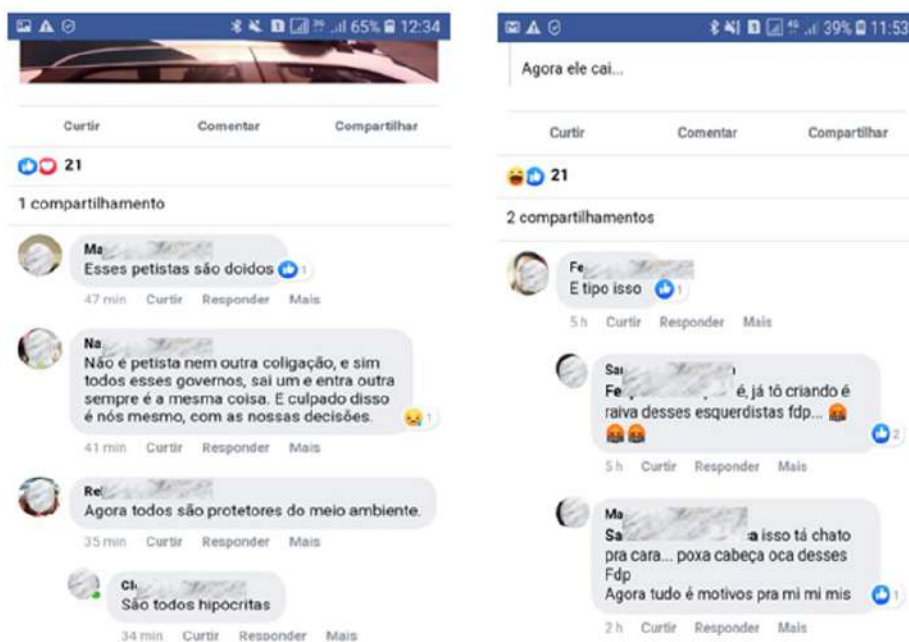 65% 12:34
Curtir Comentar Compartilhar
21
1 compartilhamento
Ma
Esses petistas são doidos 1
47 min Curtir Responder Mais
Na
Não é petista nem outra coligação, e sim
todos esses governos, sai um e entra outra
sempre é a mesma coisa. E culpado disso
é nós mesmo, com as nossas decisões.
1
41 min Curtir Responder Mais
Rel
Agora todos são protetores do meio ambiente.
35 min Curtir Responder Mais
Cl
São todos hipócritas
34 min Curtir Responder Mais
4G 39% 11:53
Agora ele cai...
Curtir Comentar Compartilhar
21
2 compartilhamentos
Fe
E tipo isso 1
5 h Curtir Responder Mais
Sa
Fe é, já tô criando é
raiva desses esquerdistas fdp...
2
5 h Curtir Responder Mais
Ma
Sa a isso tá chato
pra cara... poxa cabeça oca desses
Fdp
Agora tudo é motivos pra mi mi mis 1
2 h Curtir Responder Mais